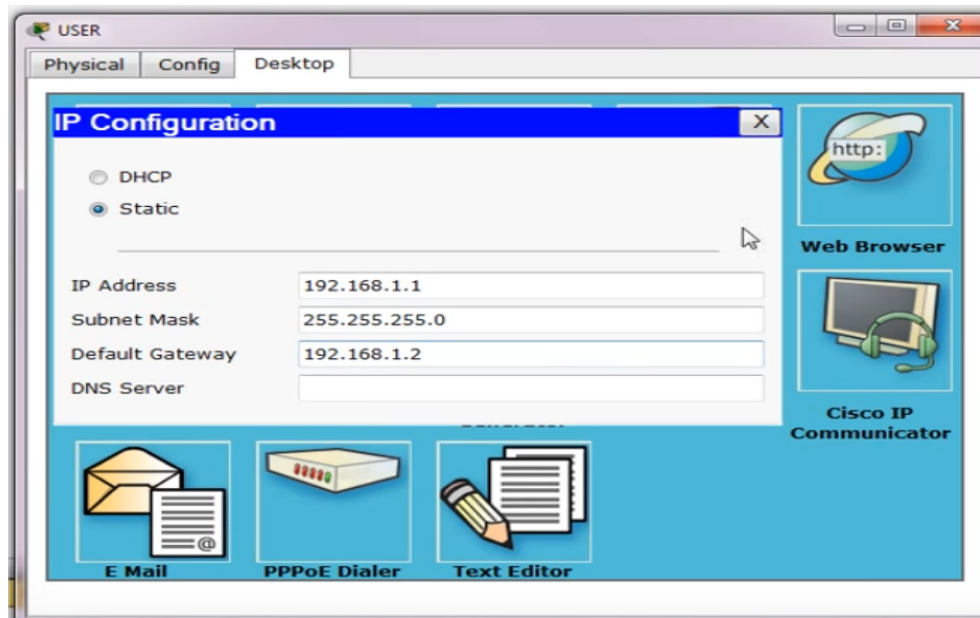 USER
Physical Config Desktop
IP Configuration X
http:
DHCP
Static
Web Browser
IP Address 192.168.1.1
Subnet Mask 255.255.255.0
Default Gateway 192.168.1.2
DNS Server
Cisco IP
Communicator
@
E Mail PPPoE Dialer Text Editor